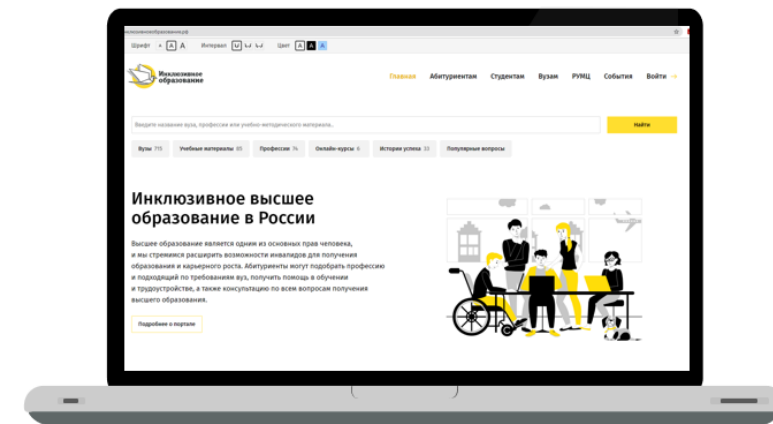 инклюзивноеобразование.рф
Шрифт А А А Интервал Цвет А А А
Инклюзивное
образование
Главная Абитуриентам Студентам Вузам РУМЦ События Войти →
Введите название вуза, профессии или учебно-методического материала..
Найти
Вузы 715 Учебные материалы 85 Профессии 74 Онлайн-курсы 6 Истории успеха 33 Популярные вопросы
Инклюзивное высшее
образование в России
Высшее образование является одним из основных прав человека,
и мы стремимся расширить возможности инвалидов для получения
образования и карьерного роста. Абитуриенты могут подобрать профессию
и подходящий по требованиям вуз, получить помощь в обучении
и трудоустройстве, а также консультацию по всем вопросам получения
высшего образования.
Подробнее о портале